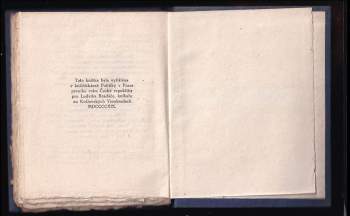 Tato knížka byla vytištěna
v knihtiskárně Politiky v Praze
prvního roku České republiky
pro Ludvíka Bradáče, knihaře
na Královských Vinohradech
MDCCCCXIX.